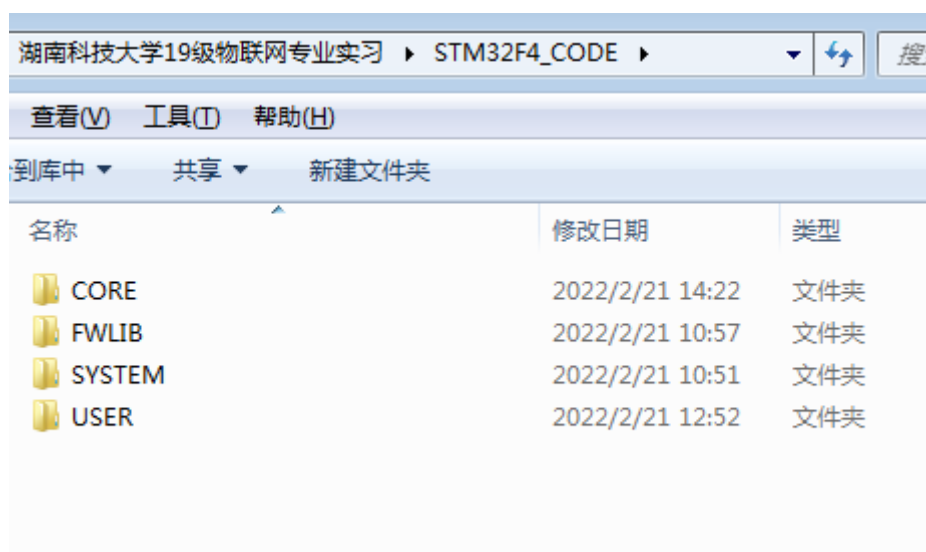 湖南科技大学19级物联网专业实习 ▸ STM32F4_CODE ▸ 搜
查看(V) 工具(T) 帮助(H)
到库中 共享 新建文件夹
名称 修改日期 类型
CORE 2022/2/21 14:22 文件夹
FWLIB 2022/2/21 10:57 文件夹
SYSTEM 2022/2/21 10:51 文件夹
USER 2022/2/21 12:52 文件夹